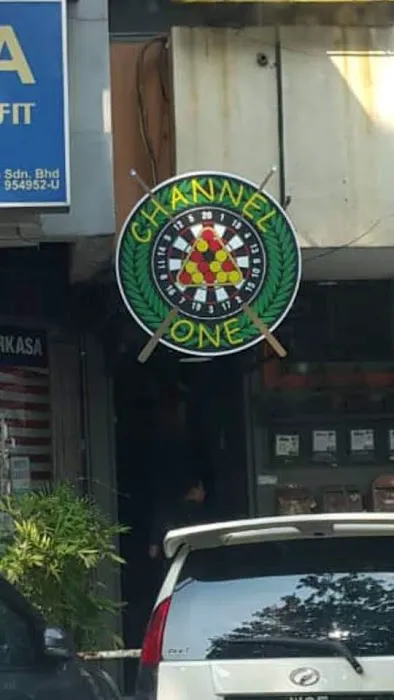 A
FIT
Sdn. Bhd
954952-U
CHANNEL
ONE
RKASA